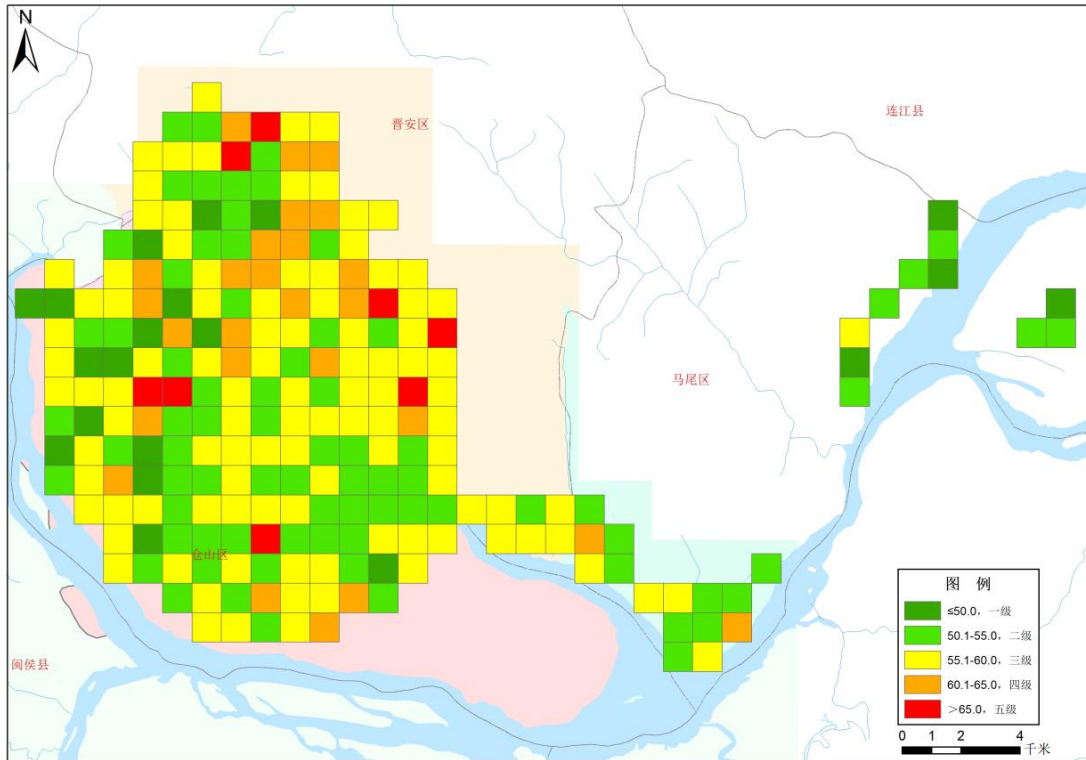 N
连江县
晋安区
马尾区
仓山区
闽侯县
图 例
≤50.0，一级
50.1-55.0，二级
55.1-60.0，三级
60.1-65.0，四级
＞65.0，五级
0 1 2 4
千米